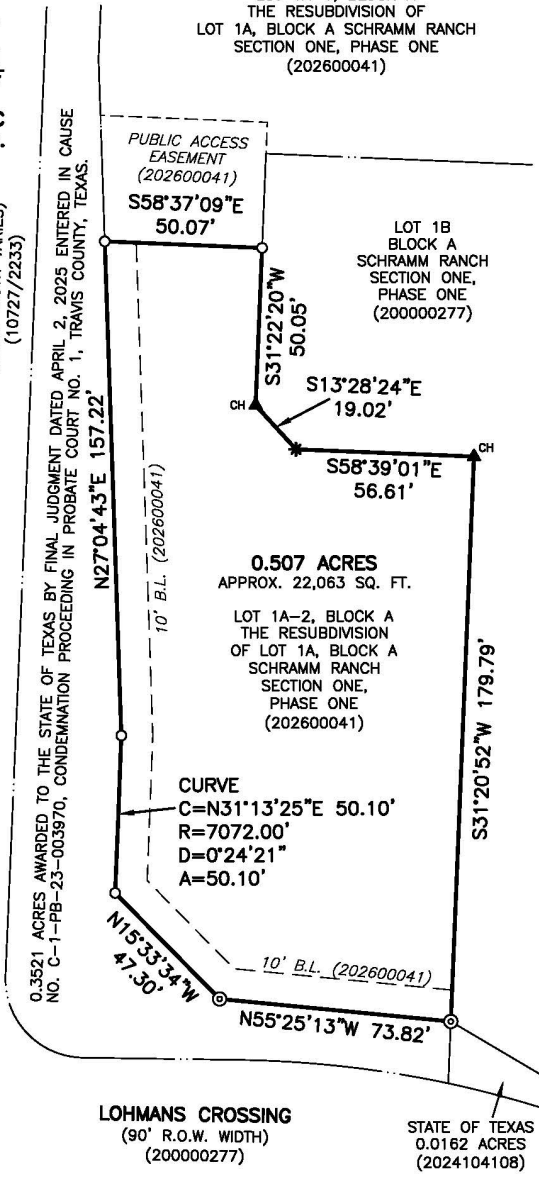 THE RESUBDIVISION OF
LOT 1A, BLOCK A SCHRAMM RANCH
SECTION ONE, PHASE ONE
(202600041)
(10727/2233)
0.3521 ACRES AWARDED TO THE STATE OF TEXAS BY FINAL JUDGMENT DATED APRIL 2, 2025 ENTERED IN CAUSE
NO. C-1-PB-23-003970, CONDEMNATION PROCEEDING IN PROBATE COURT NO. 1, TRAVIS COUNTY, TEXAS.
PUBLIC ACCESS
EASEMENT
(202600041)
S58°37'09"E
50.07'
LOT 1B
BLOCK A
SCHRAMM RANCH
SECTION ONE,
PHASE ONE
(200000277)
S31°22'20"W
50.05'
S13°28'24"E
19.02'
CH
CH
S58°39'01"E
56.61'
N27°04'43"E 157.22'
10' B.L. (202600041)
0.507 ACRES
APPROX. 22,063 SQ. FT.
LOT 1A-2, BLOCK A
THE RESUBDIVISION
OF LOT 1A, BLOCK A
SCHRAMM RANCH
SECTION ONE,
PHASE ONE
(202600041)
S31°20'52"W 179.79'
CURVE
C=N31°13'25"E 50.10'
R=7072.00'
D=0°24'21"
A=50.10'
N15°33'34"W
47.30'
10' B.L. (202600041)
N55°25'13"W 73.82'
LOHMANS CROSSING
(90' R.O.W. WIDTH)
(200000277)
STATE OF TEXAS
0.0162 ACRES
(2024104108)